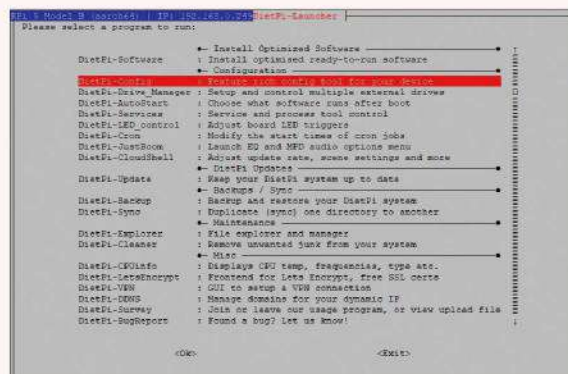 RPi 5 Model B (aarch64) | IP: 192.168.0.249 DietPi-Launcher
Please select a program to run:
Install Optimised Software
DietPi-Software : Install optimised ready-to-run software
Configuration
DietPi-Config : Feature rich config tool for your device
DietPi-Drive_Manager : Setup and control multiple external drives
DietPi-AutoStart : Choose what software runs after boot
DietPi-Services : Service and process tool control
DietPi-LED_control : Adjust board LED triggers
DietPi-Cron : Modify the start times of cron jobs
DietPi-JustBoom : Launch EQ and MPD audio options menu
DietPi-CloudShell : Adjust update rate, scene settings and more
DietPi Updates
DietPi-Update : Keep your DietPi system up to date
Backups / Sync
DietPi-Backup : Backup and restore your DietPi system
DietPi-Sync : Duplicate (sync) one directory to another
Maintenance
DietPi-Explorer : File explorer and manager
DietPi-Cleaner : Remove unwanted junk from your system
Misc
DietPi-CPUinfo : Displays CPU temp, frequencies, type etc.
DietPi-LetsEncrypt : Frontend for Lets Encrypt, free SSL certs
DietPi-VPN : GUI to setup a VPN connection
DietPi-DDNS : Manage domains for your dynamic IP
DietPi-Survey : Join or leave our usage program, or view upload file
DietPi-BugReport : Found a bug? Let us know!
<Ok> <Exit>